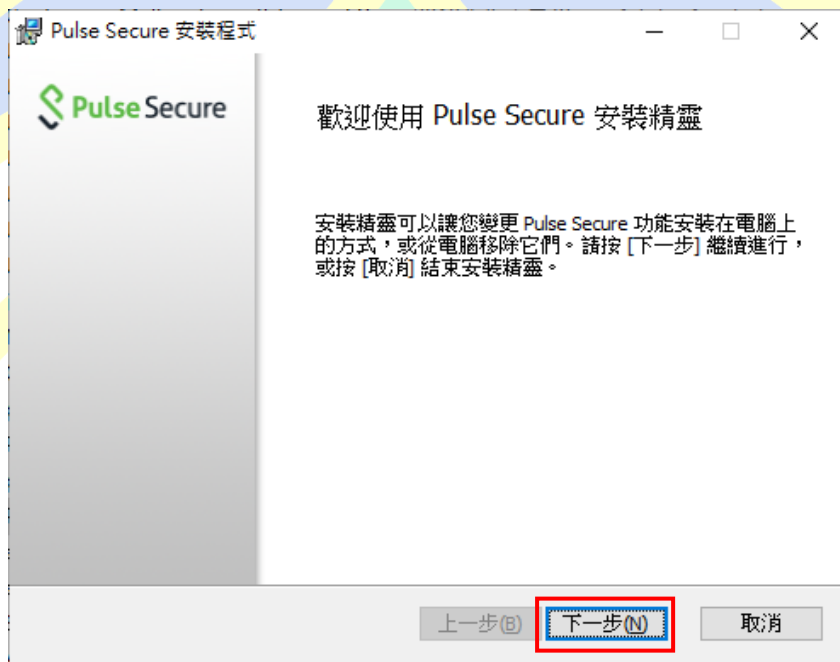 Pulse Secure 安裝程式
Pulse Secure
歡迎使用 Pulse Secure 安裝精靈
安裝精靈可以讓您變更 Pulse Secure 功能安裝在電腦上
的方式，或從電腦移除它們。請按 [下一步] 繼續進行，
或按 [取消] 結束安裝精靈。
上一步(B) 下一步(N) 取消